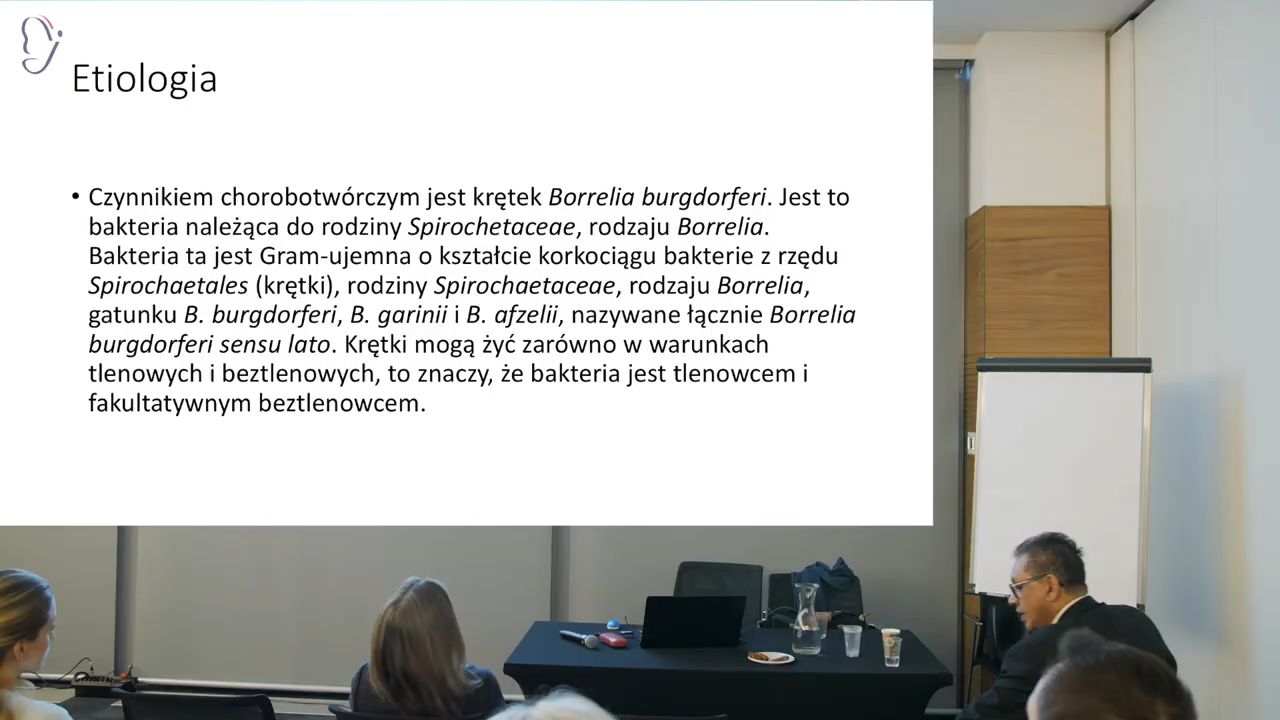 Etiologia
• Czynnikiem chorobotwórczym jest krętek Borrelia burgdorferi. Jest to
bakteria należąca do rodziny Spirochetaceae, rodzaju Borrelia.
Bakteria ta jest Gram-ujemna o kształcie korkociągu bakterie z rzędu
Spirochaetales (krętki), rodziny Spirochaetaceae, rodzaju Borrelia,
gatunku B. burgdorferi, B. garinii i B. afzelii, nazywane łącznie Borrelia
burgdorferi sensu lato. Krętki mogą żyć zarówno w warunkach
tlenowych i beztlenowych, to znaczy, że bakteria jest tlenowcem i
fakultatywnym beztlenowcem.